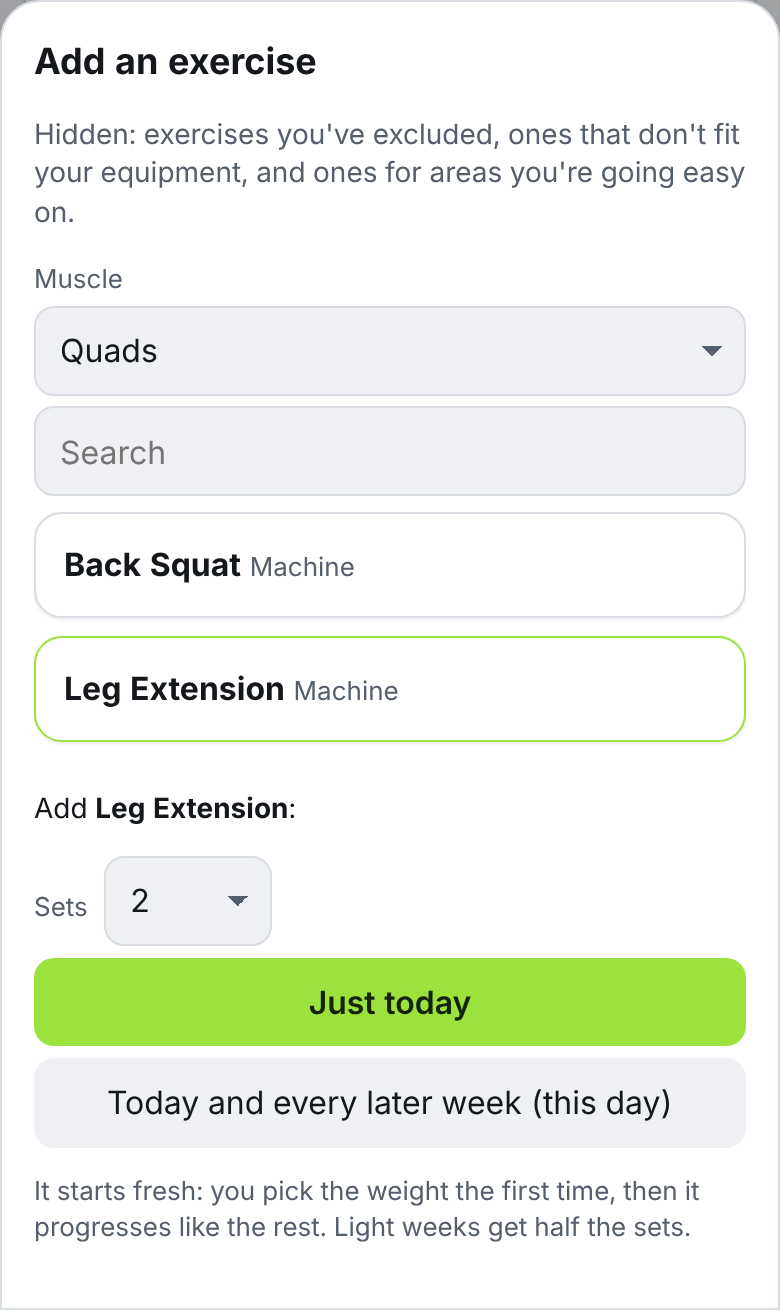 Add an exercise
Hidden: exercises you've excluded, ones that don't fit
your equipment, and ones for areas you're going easy
on.
Muscle
Quads
Search
Back Squat Machine
Leg Extension Machine
Add Leg Extension:
Sets 2
Just today
Today and every later week (this day)
It starts fresh: you pick the weight the first time, then it
progresses like the rest. Light weeks get half the sets.